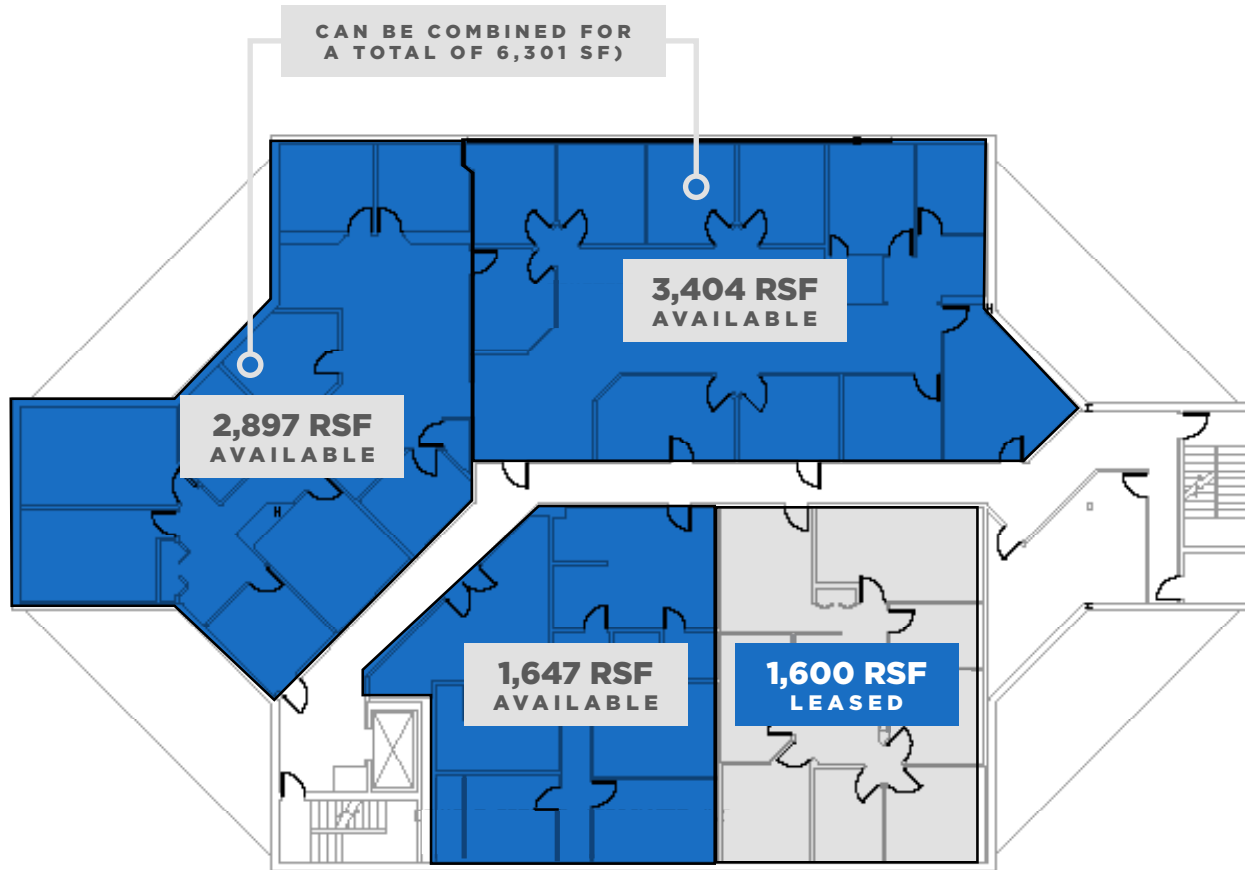 CAN BE COMBINED FOR
A TOTAL OF 6,301 SF)
3,404 RSF
AVAILABLE
2,897 RSF
AVAILABLE
1,647 RSF
AVAILABLE
1,600 RSF
LEASED